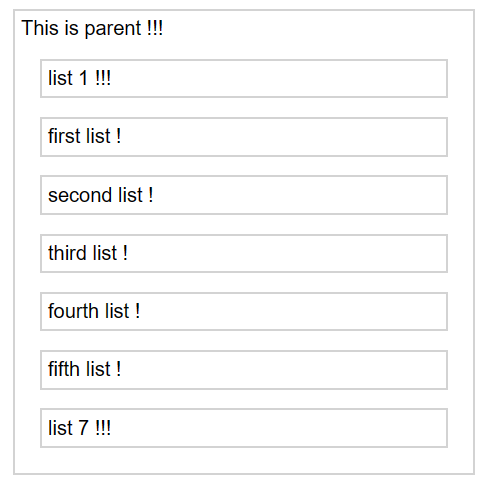 This is parent !!!
list 1 !!!
first list !
second list !
third list !
fourth list !
fifth list !
list 7 !!!